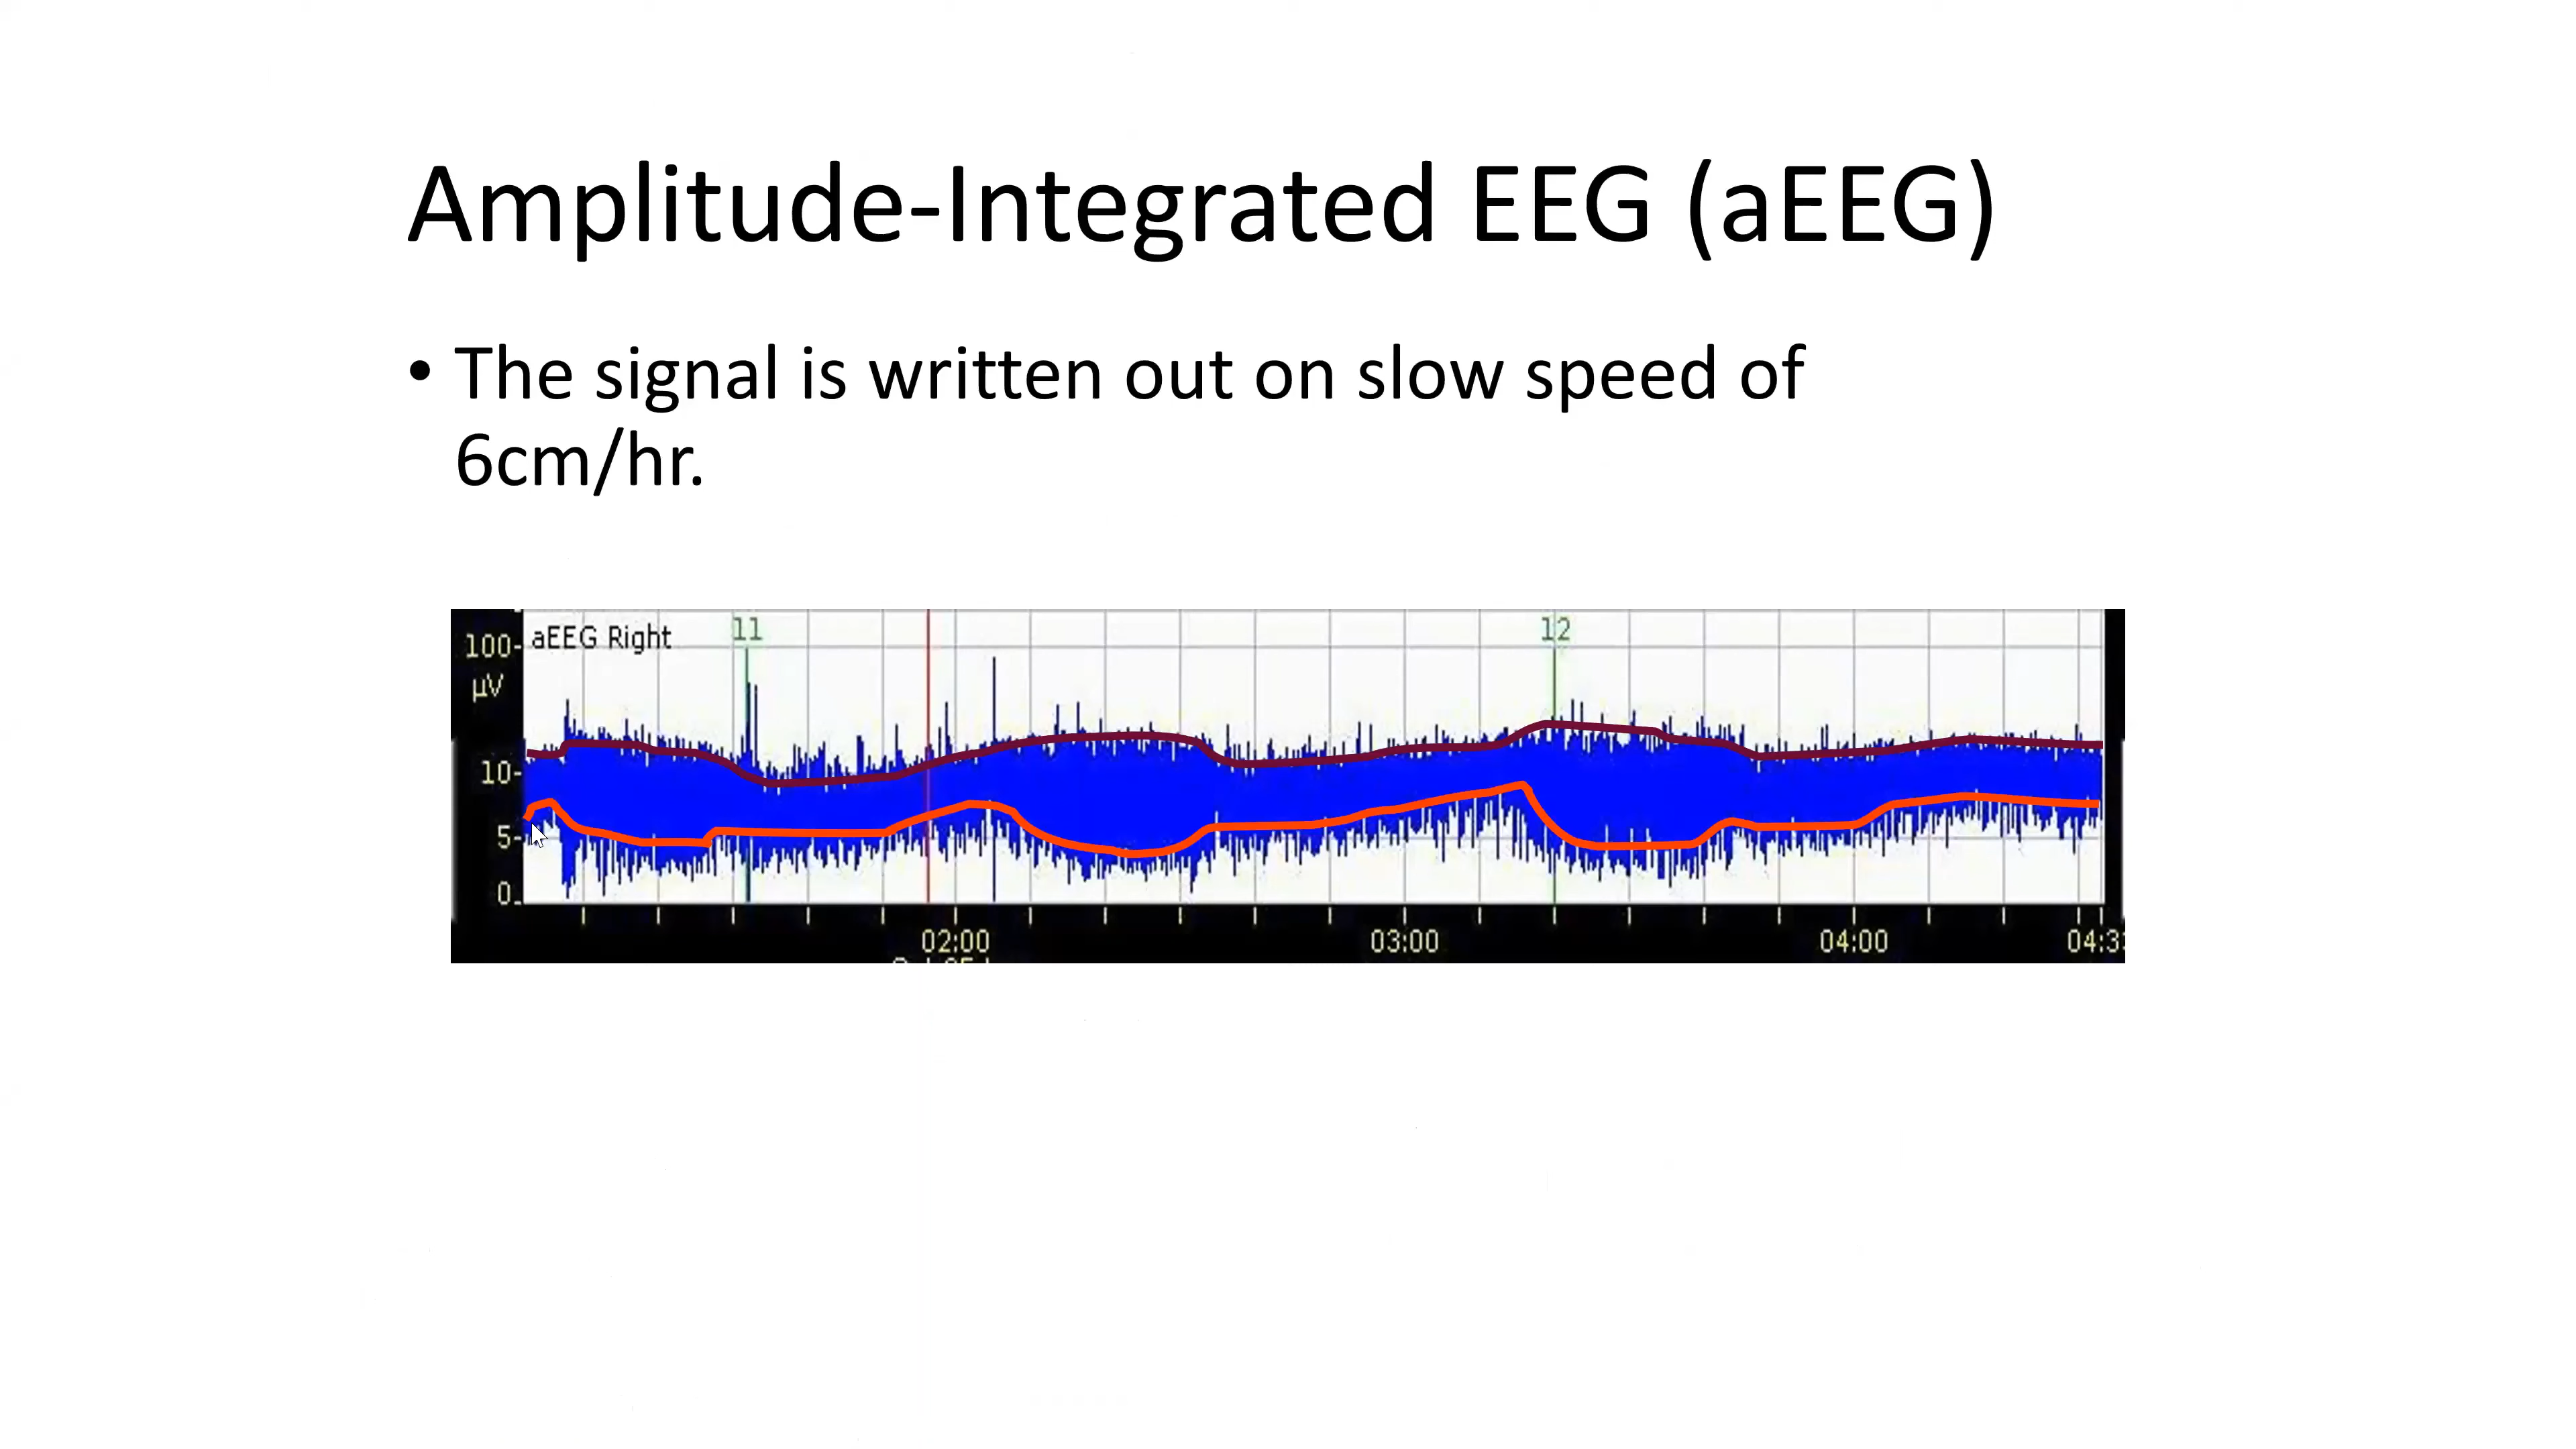 Amplitude-Integrated EEG (aEEG)
• The signal is written out on slow speed of
6cm/hr.
aEEG Right
11
12
100-
µV
10-
5-
0-
02:00
03:00
04:00